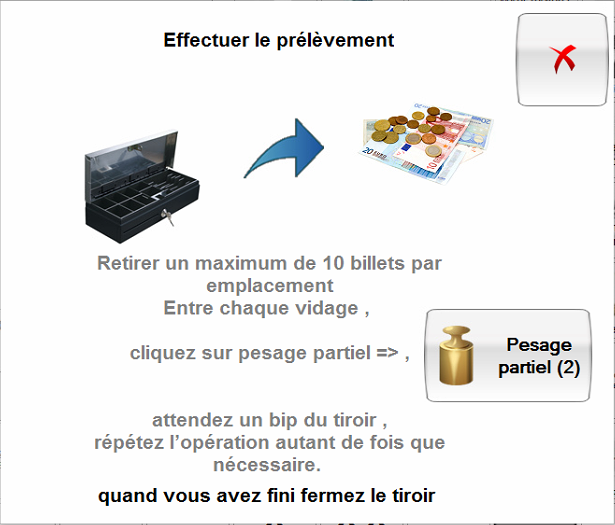 Effectuer le prélèvement
Retirer un maximum de 10 billets par
emplacement
Entre chaque vidage ,
cliquez sur pesage partiel => ,
Pesage
partiel (2)
attendez un bip du tiroir ,
répétez l’opération autant de fois que
nécessaire.
quand vous avez fini fermez le tiroir